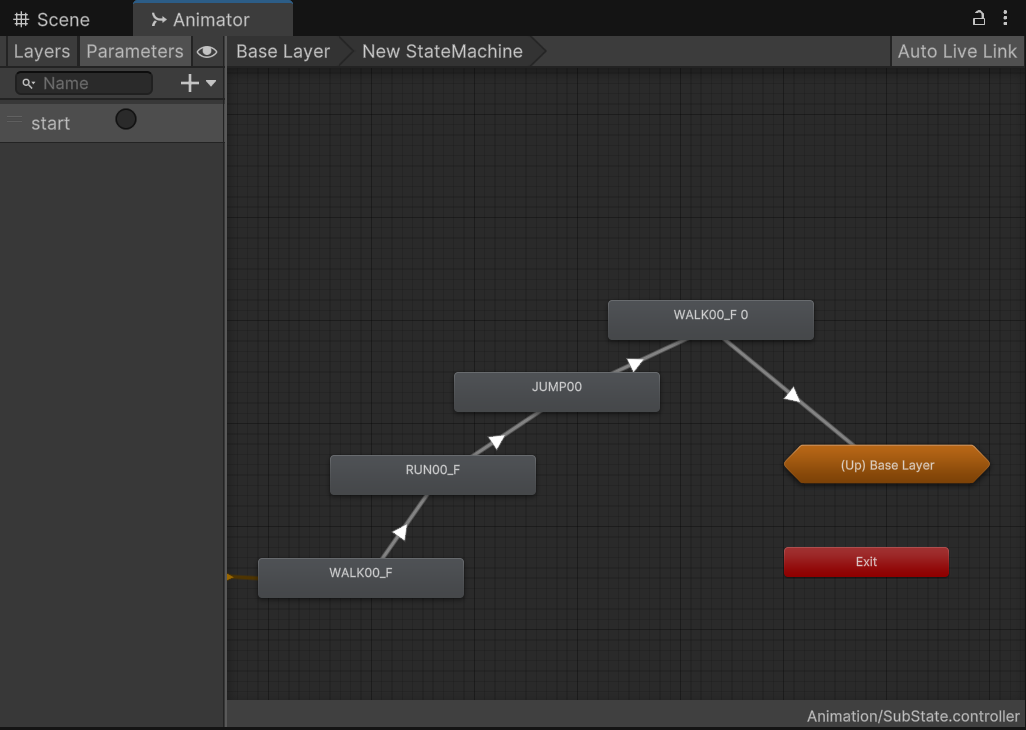 Scene
Animator
Layers
Parameters
Base Layer
New StateMachine
Auto Live Link
Name
start
WALK00_F 0
JUMP00
(Up) Base Layer
RUN00_F
Exit
WALK00_F
Animation/SubState.controller